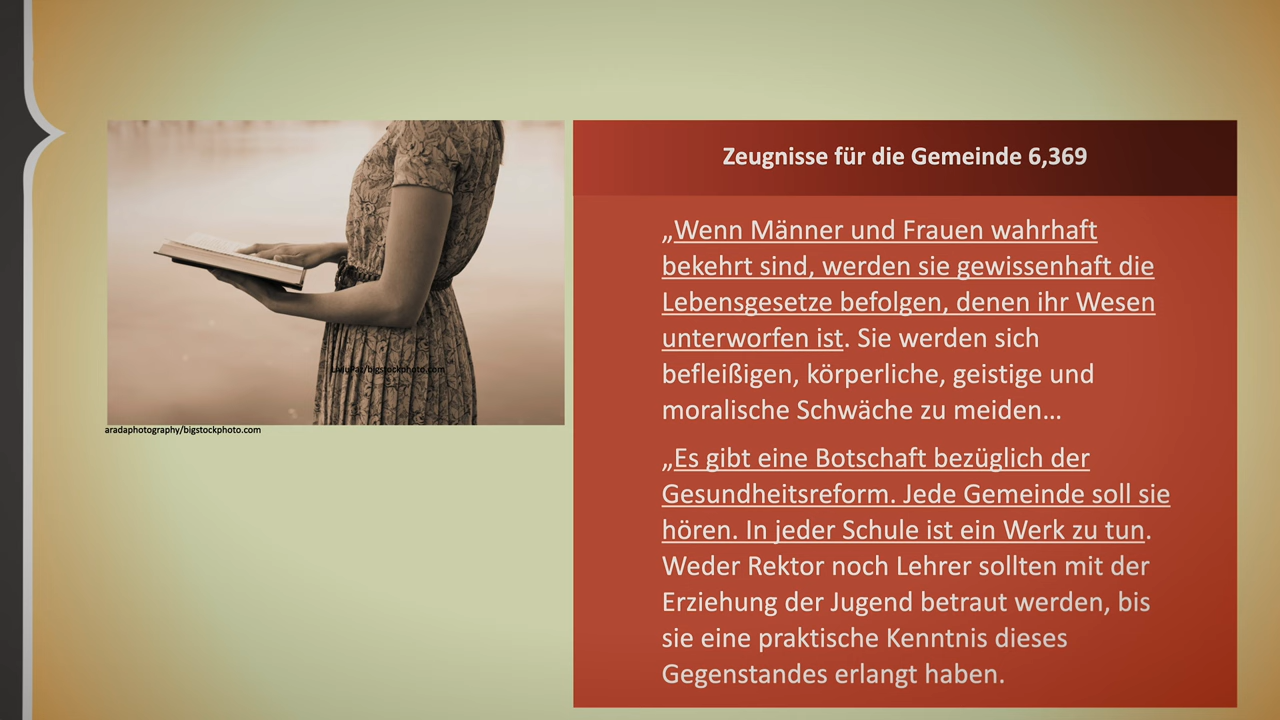 Zeugnisse für die Gemeinde 6,369
„Wenn Männer und Frauen wahrhaft
bekehrt sind, werden sie gewissenhaft die
Lebensgesetze befolgen, denen ihr Wesen
unterworfen ist. Sie werden sich
befleißigen, körperliche, geistige und
moralische Schwäche zu meiden…
„Es gibt eine Botschaft bezüglich der
Gesundheitsreform. Jede Gemeinde soll sie
hören. In jeder Schule ist ein Werk zu tun.
Weder Rektor noch Lehrer sollten mit der
Erziehung der Jugend betraut werden, bis
sie eine praktische Kenntnis dieses
Gegenstandes erlangt haben.
aradaphotography/bigstockphoto.com